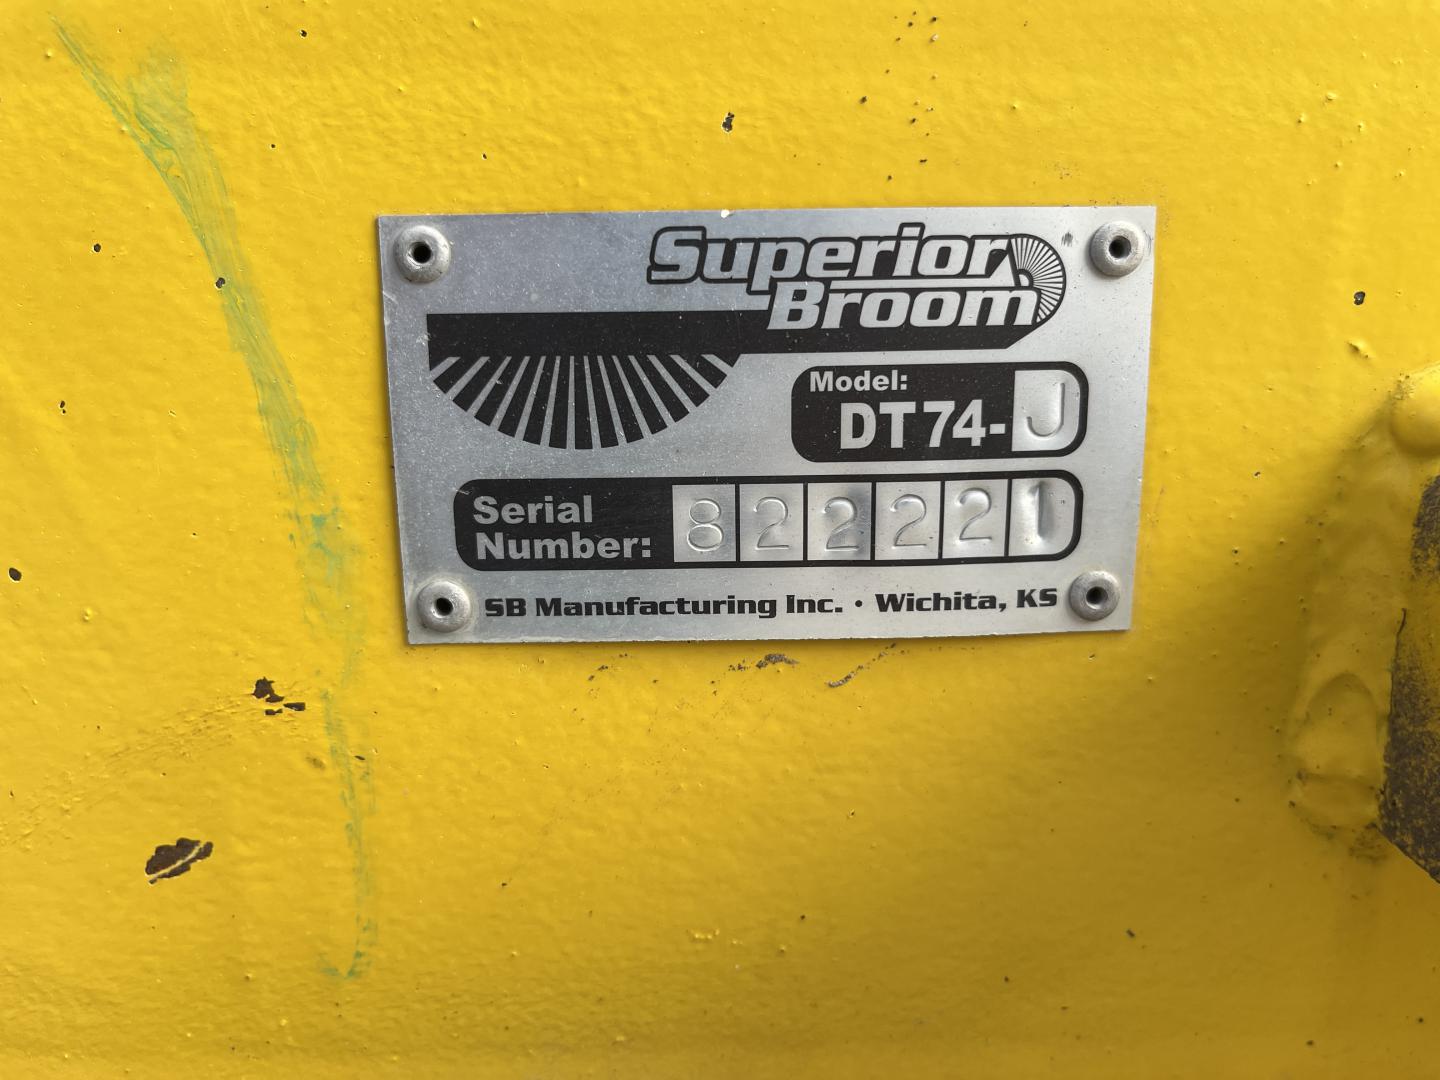 Superior
Broom
Model:
DT74-J
Serial
Number: 822221
SB Manufacturing Inc. • Wichita, KS